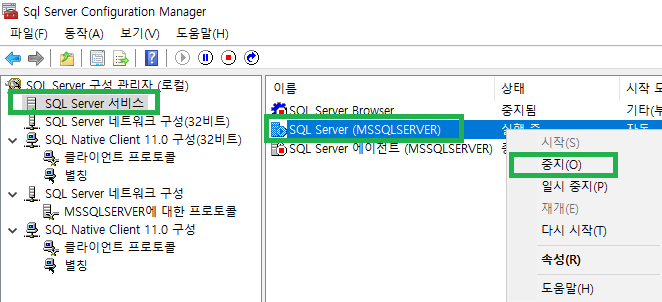 Sql Server Configuration Manager
파일(F) 동작(A) 보기(V) 도움말(H)
SQL Server 구성 관리자 (로컬)
SQL Server 서비스
SQL Server 네트워크 구성(32비트)
SQL Native Client 11.0 구성(32비트)
클라이언트 프로토콜
별칭
SQL Server 네트워크 구성
MSSQLSERVER에 대한 프로토콜
SQL Native Client 11.0 구성
클라이언트 프로토콜
별칭
이름 상태 시작 모
SQL Server Browser 중지됨 기타(부
SQL Server (MSSQLSERVER) 실행 중 자동
SQL Server 에이전트 (MSSQLSERVER)
시작(S)
중지(O)
일시 중지(P)
재개(E)
다시 시작(T)
속성(R)
도움말(H)